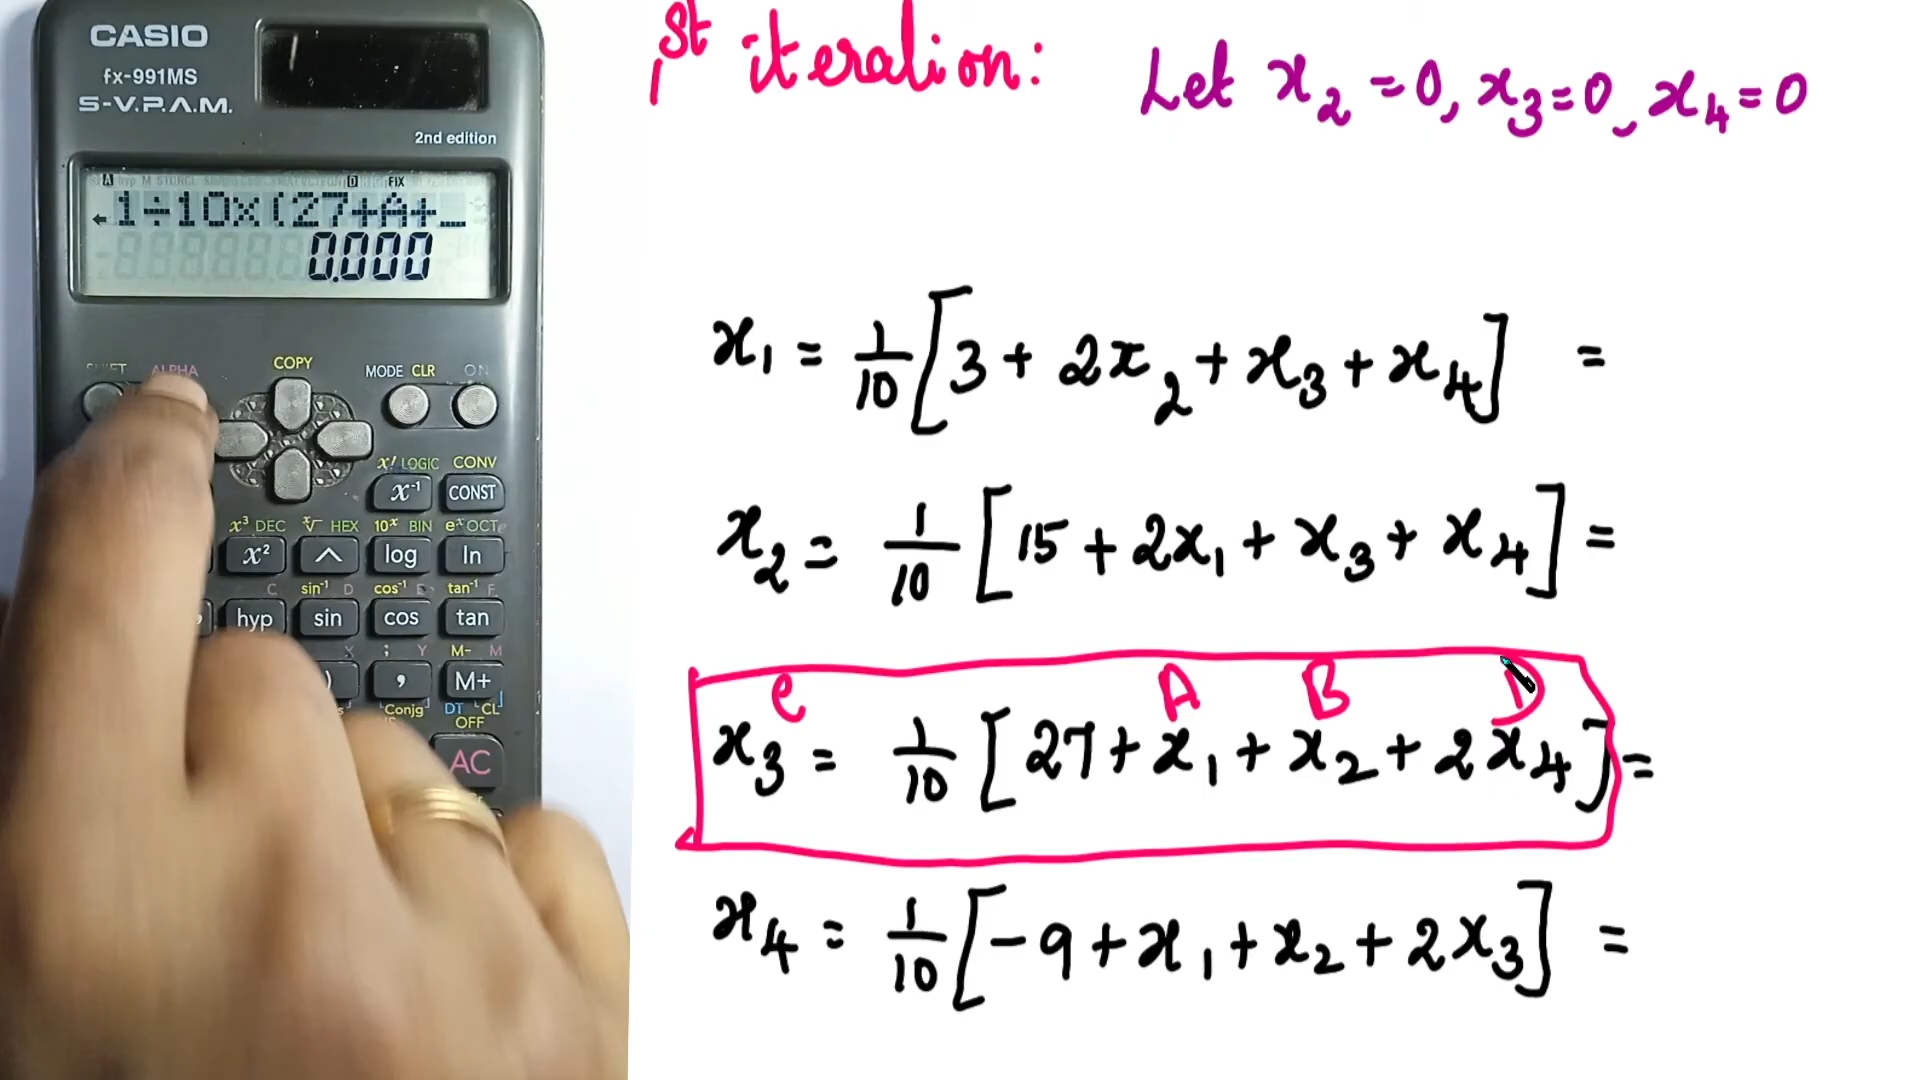 CASIO
fx-991MS
S-V.P.A.M.
2nd edition
1÷10×(27+A+_
0.000
SHIFT ALPHA COPY MODE CLR ON
x! LOGIC CONV
x⁻¹ CONST
x³ DEC ˣ√ HEX 10ˣ BIN eˣ OCT e
x² ^ log ln
C sin⁻¹ D cos⁻¹ E tan⁻¹ F
hyp sin cos tan
X ; Y M- M
) , M+
Conjg DT CL
OFF
AC
1st iteration:
Let x₂ =0, x₃=0, x₄=0
x₁ = 1/10 [3 + 2x₂ + x₃ + x₄] =
x₂ = 1/10 [15 + 2x₁ + x₃ + x₄] =
C A B D
x₃ = 1/10 [27 + x₁ + x₂ + 2x₄] =
x₄ = 1/10 [-9 + x₁ + x₂ + 2x₃] =